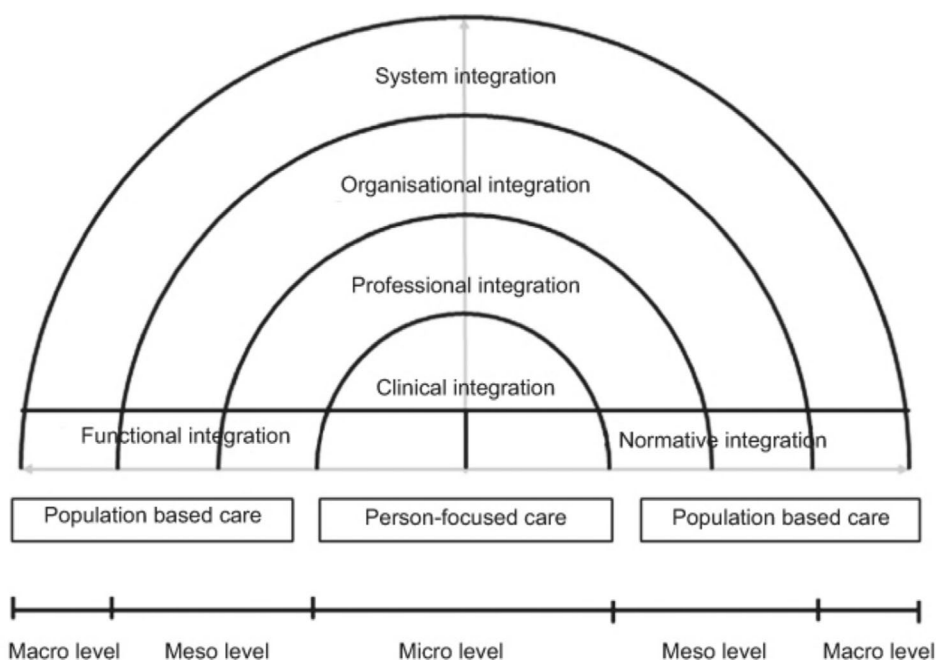 System integration
Organisational integration
Professional integration
Clinical integration
Functional integration
Normative integration
Population based care
Person-focused care
Population based care
Macro level
Meso level
Micro level
Meso level
Macro level